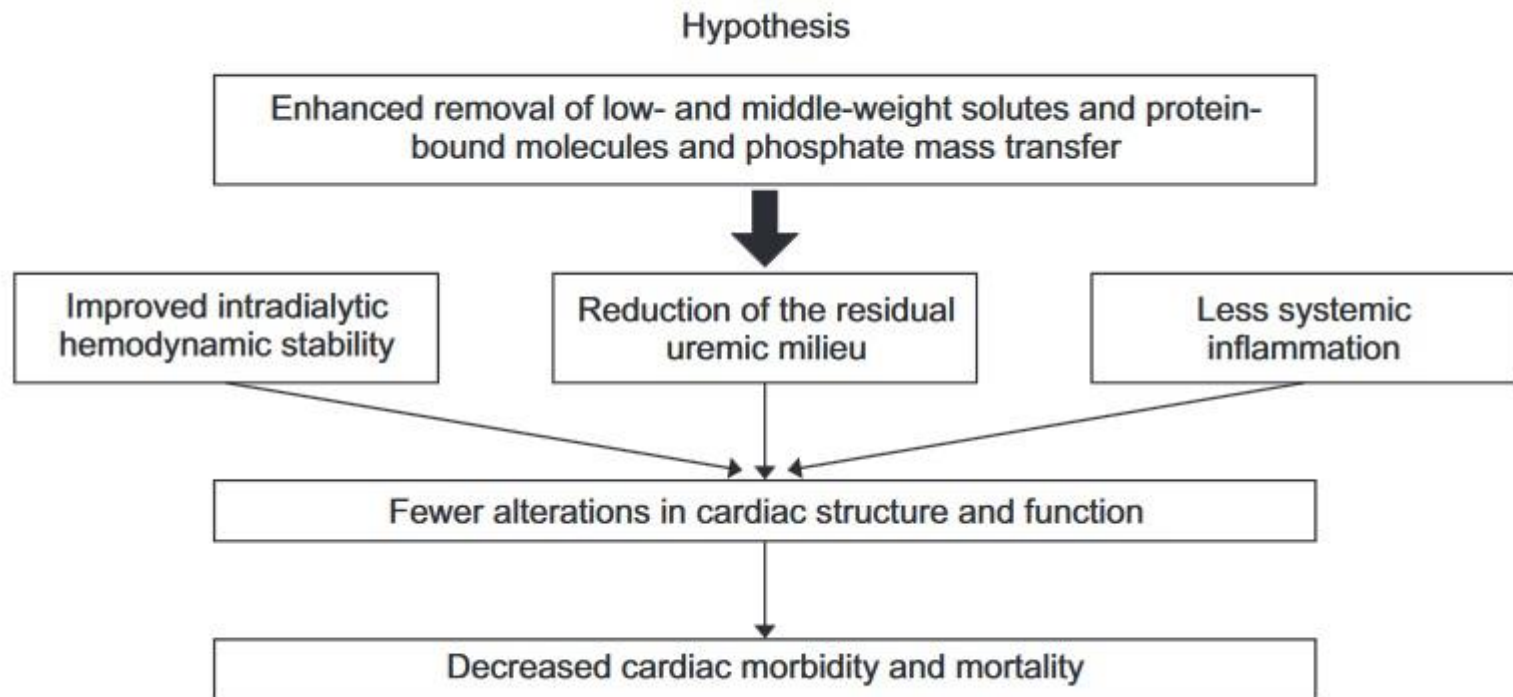 Hypothesis
Enhanced removal of low- and middle-weight solutes and protein-
bound molecules and phosphate mass transfer
Improved intradialytic
hemodynamic stability
Reduction of the residual
uremic milieu
Less systemic
inflammation
Fewer alterations in cardiac structure and function
Decreased cardiac morbidity and mortality